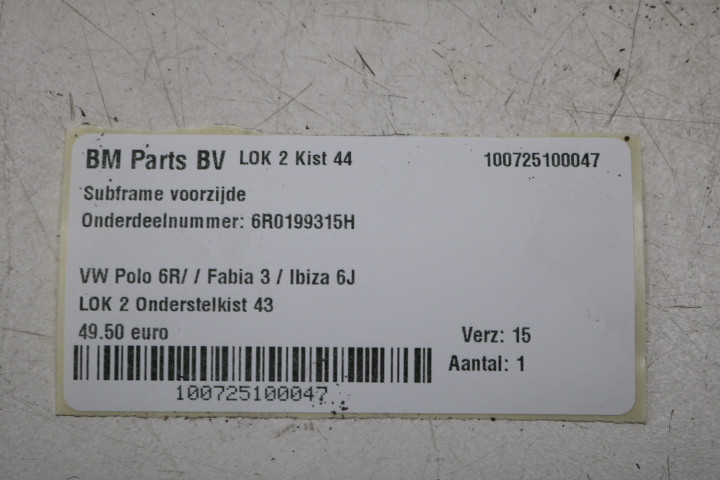 BM Parts BV LOK 2 Kist 44 100725100047
Subframe voorzijde
Onderdeelnummer: 6R0199315H
VW Polo 6R/ / Fabia 3 / Ibiza 6J
LOK 2 Onderstelkist 43
49.50 euro Verz: 15
Aantal: 1
100725100047